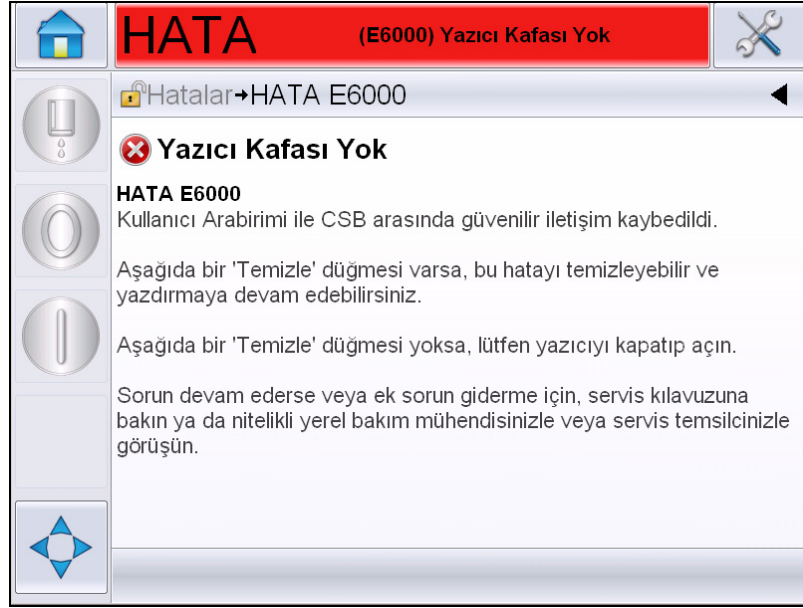 HATA
(E6000) Yazıcı Kafası Yok
Hatalar→HATA E6000
Yazıcı Kafası Yok
HATA E6000
Kullanıcı Arabirimi ile CSB arasında güvenilir iletişim kaybedildi.
Aşağıda bir 'Temizle' düğmesi varsa, bu hatayı temizleyebilir ve
yazdırmaya devam edebilirsiniz.
Aşağıda bir 'Temizle' düğmesi yoksa, lütfen yazıcıyı kapatıp açın.
Sorun devam ederse veya ek sorun giderme için, servis kılavuzuna
bakın ya da nitelikli yerel bakım mühendisinizle veya servis temsilcinizle
görüşün.